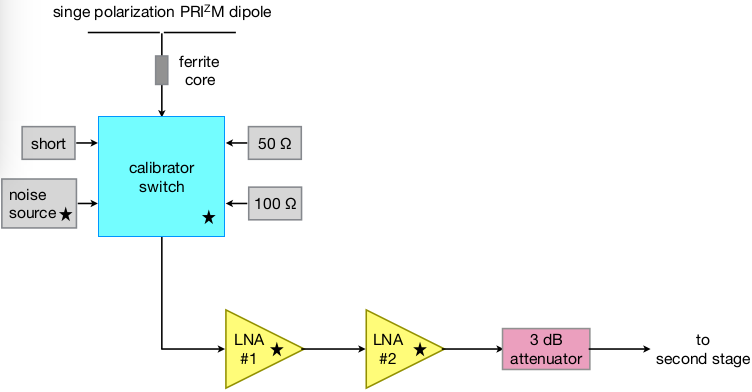 singe polarization PRIᶻM dipole
ferrite
core
short
50 Ω
calibrator
switch
noise
source
100 Ω
LNA
#1
LNA
#2
3 dB
attenuator
to
second stage